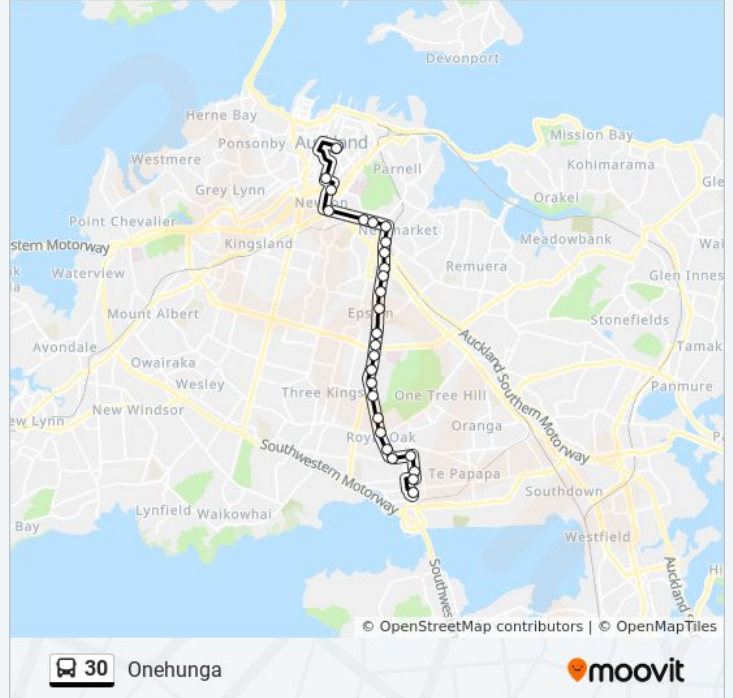 Devonport
Herne Bay
Ponsonby
Auckland
Mission Bay
Westmere
Parnell
Kohimarama
Grey Lynn
Orakei
Gle
Newton
Point Chevalier
Newmarket
stern Motorway
Kingsland
Meadowbank
Wai
k
Waterview
Remuera
Glen Innes
a
Mount Albert
Epsom
Stonefields
Avondale
Auckland Southern Motorway
Tamak
Owairaka
Wesley
Three Kings
One Tree Hill
Panmure
ew Lynn
New Windsor
Royal Oak
Oranga
P
Southwestern Motorway
Te Papapa
Southdown
Lynfield
Waikowhai
Bay
Westfield
Southwes
Auckland S
Hi
© OpenStreetMap contributors | © OpenMapTiles
30 Onehunga
moovit